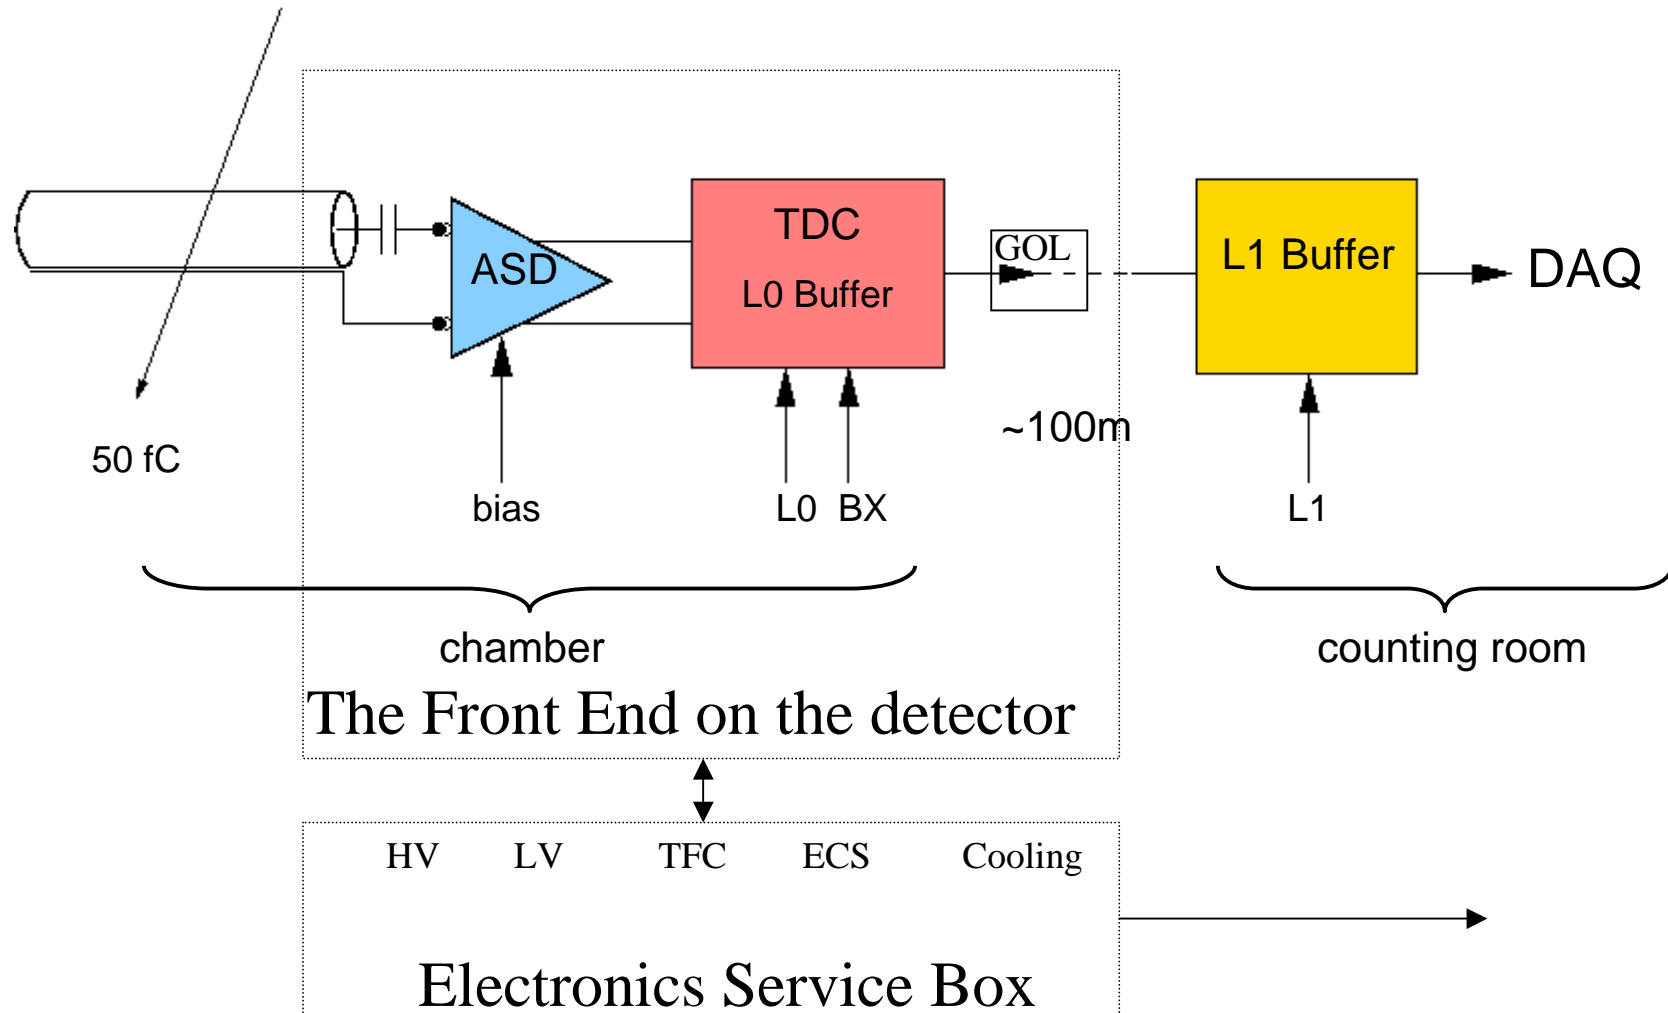 TDC
L0 Buffer
ASD
GOL
L1 Buffer
DAQ
~100m
50 fC
bias
L0 BX
L1
chamber
counting room
The Front End on the detector
HV LV TFC ECS Cooling
Electronics Service Box